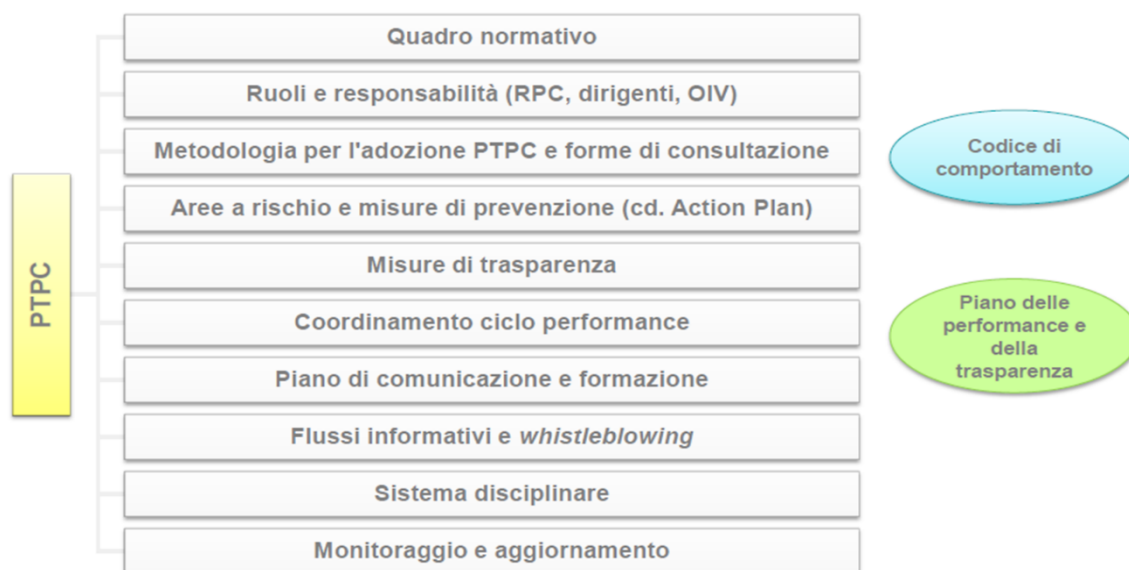 PTPC
Quadro normativo
Ruoli e responsabilità (RPC, dirigenti, OIV)
Metodologia per l'adozione PTPC e forme di consultazione
Aree a rischio e misure di prevenzione (cd. Action Plan)
Misure di trasparenza
Coordinamento ciclo performance
Piano di comunicazione e formazione
Flussi informativi e whistleblowing
Sistema disciplinare
Monitoraggio e aggiornamento
Codice di
comportamento
Piano delle
performance e
della
trasparenza